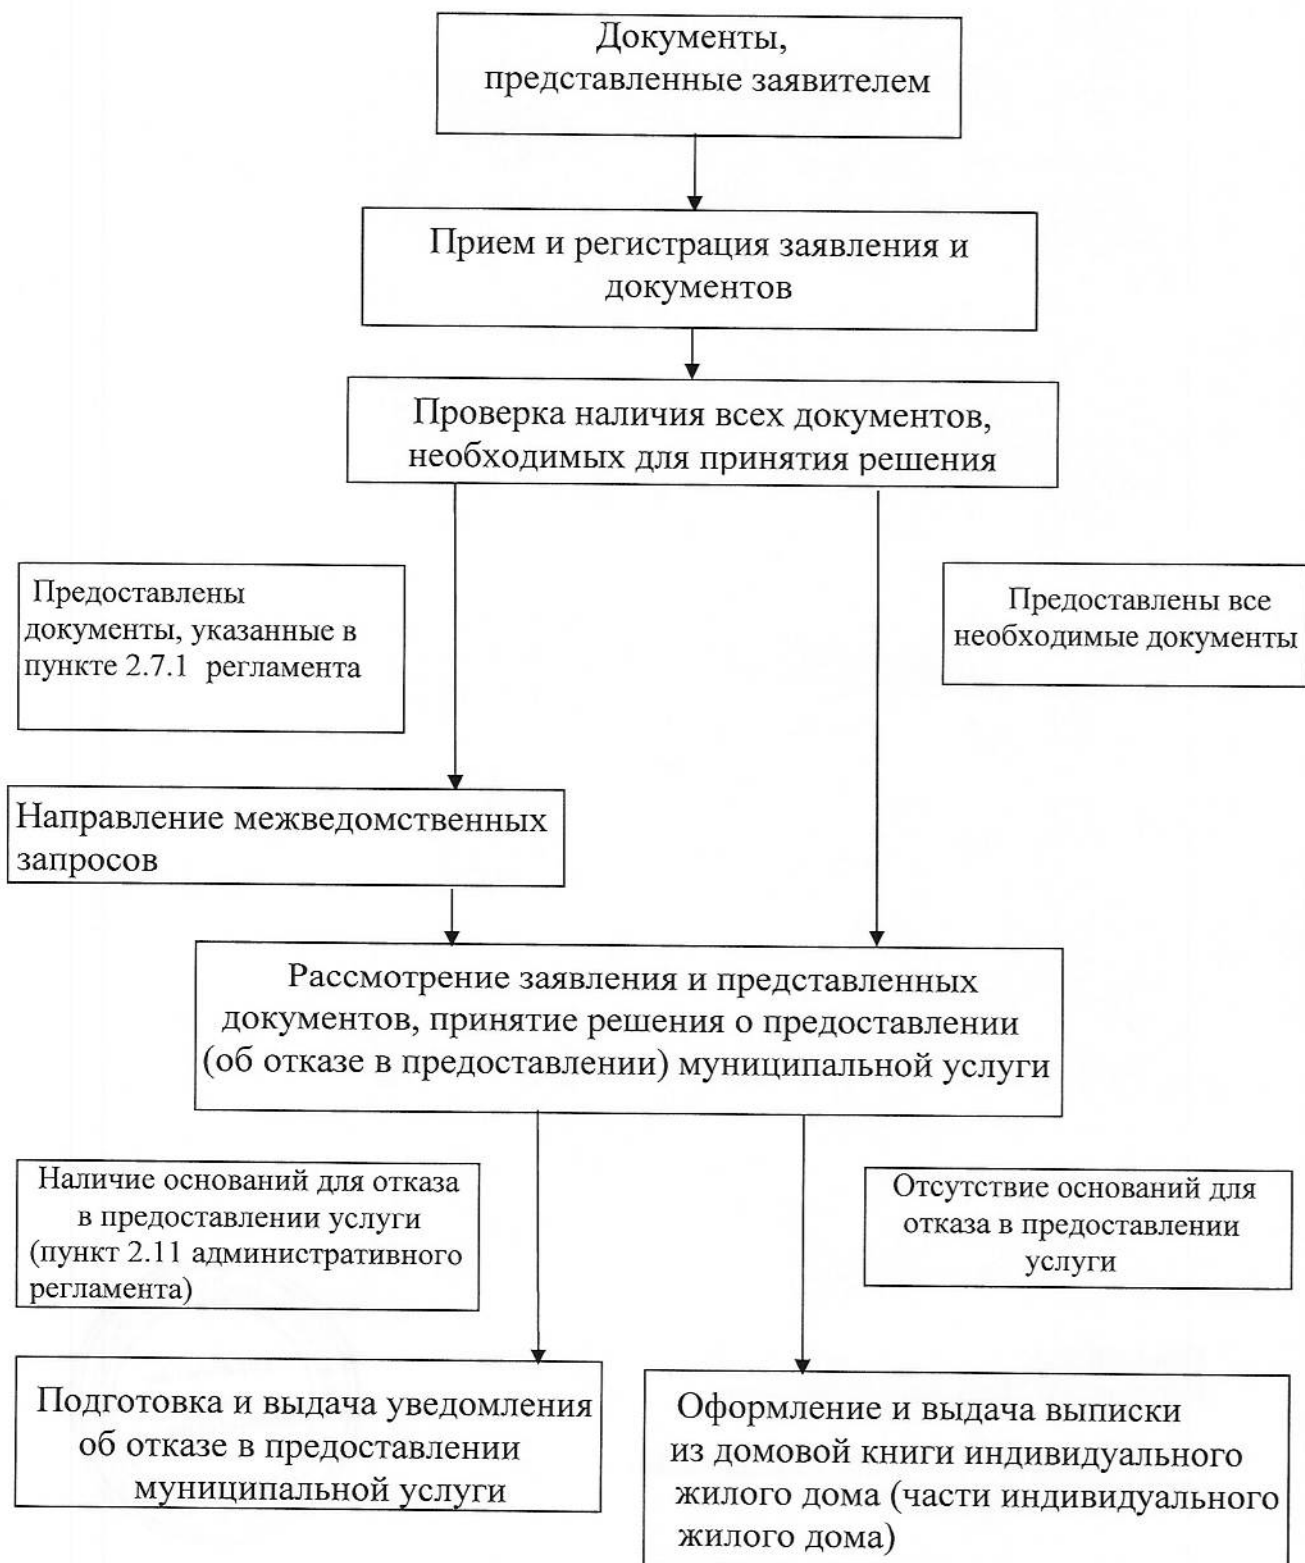 Документы,
представленные заявителем
Прием и регистрация заявления и
документов
Проверка наличия всех документов,
необходимых для принятия решения
Предоставлены
документы, указанные в
пункте 2.7.1 регламента
Предоставлены все
необходимые документы
Направление межведомственных
запросов
Рассмотрение заявления и представленных
документов, принятие решения о предоставлении
(об отказе в предоставлении) муниципальной услуги
Наличие оснований для отказа
в предоставлении услуги
(пункт 2.11 административного
регламента)
Отсутствие оснований для
отказа в предоставлении
услуги
Подготовка и выдача уведомления
об отказе в предоставлении
муниципальной услуги
Оформление и выдача выписки
из домовой книги индивидуального
жилого дома (части индивидуального
жилого дома)